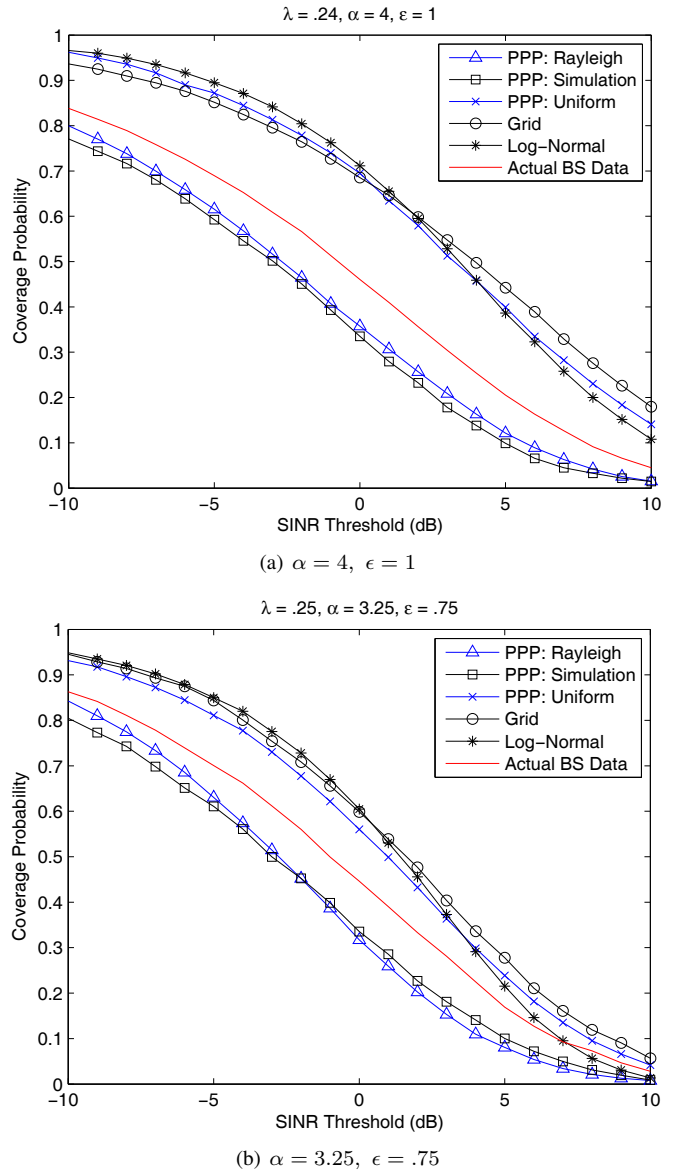 λ = .24, α = 4, ε = 1
1
0.9
0.8
0.7
0.6
0.5
0.4
0.3
0.2
0.1
0
Coverage Probability
PPP: Rayleigh
PPP: Simulation
PPP: Uniform
Grid
Log−Normal
Actual BS Data
−10
−5
0
5
10
SINR Threshold (dB)
(a) α = 4, ϵ = 1
λ = .25, α = 3.25, ε = .75
1
0.9
0.8
0.7
0.6
0.5
0.4
0.3
0.2
0.1
0
Coverage Probability
PPP: Rayleigh
PPP: Simulation
PPP: Uniform
Grid
Log−Normal
Actual BS Data
−10
−5
0
5
10
SINR Threshold (dB)
(b) α = 3.25, ϵ = .75